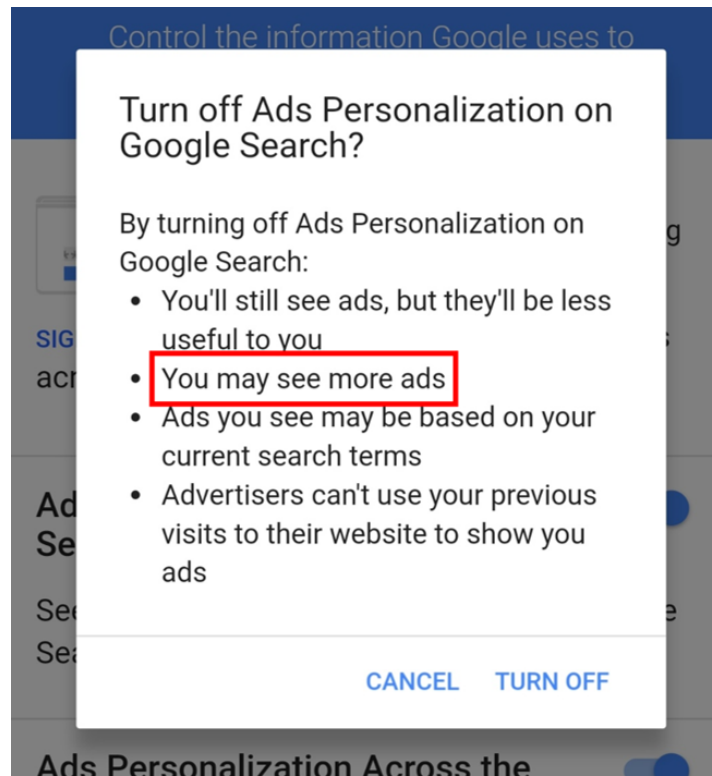 Control the information Google uses to
Turn off Ads Personalization on
Google Search?
By turning off Ads Personalization on
Google Search:
• You'll still see ads, but they'll be less
useful to you
• You may see more ads
• Ads you see may be based on your
current search terms
• Advertisers can't use your previous
visits to their website to show you
ads
CANCEL TURN OFF
Ads Personalization Across the